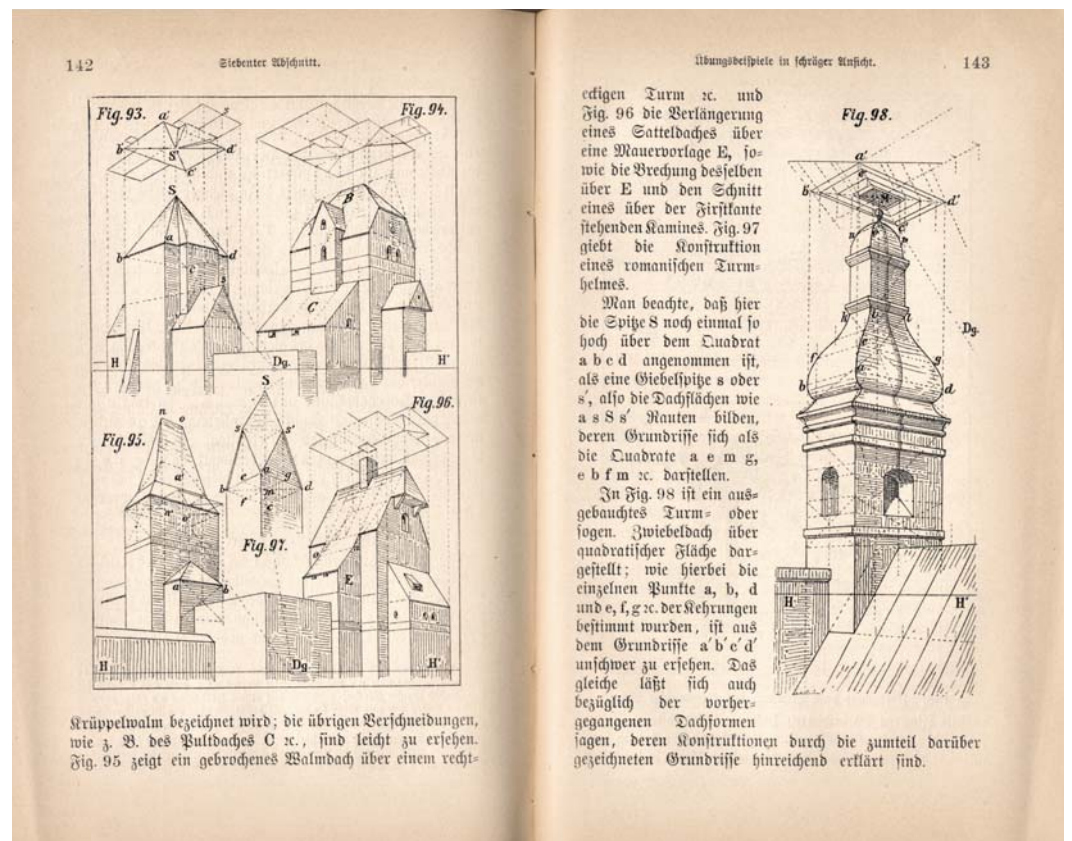 142
Siebenter Abschnitt.
Fig. 93.
a'
s
b'
S'
d'
c'
S
b
a
d
c
s
H
Fig. 94.
B
C
Dg.
H'
Fig. 95.
n
o
a'
n'
o'
a
b
H
S
s
s'
a
e
g
b
f
m
d
c
Fig. 97.
Fig. 96.
o
E
Dg
H'
Krüppelwalm bezeichnet wird; die übrigen Verschneidungen,
wie z. B. des Pultdaches C ꝛc., sind leicht zu ersehen.
Fig. 95 zeigt ein gebrochenes Walmdach über einem recht=
Übungsbeispiele in schräger Ansicht.
143
eckigen Turm ꝛc. und
Fig. 96 die Verlängerung
eines Satteldaches über
eine Mauervorlage E, so=
wie die Brechung desselben
über E und den Schnitt
eines über der Firstkante
stehenden Kamines. Fig. 97
giebt die Konstruktion
eines romanischen Turm=
helmes.
Man beachte, daß hier
die Spitze S noch einmal so
hoch über dem Quadrat
a b c d angenommen ist,
als eine Giebelspitze s oder
s', also die Dachflächen wie
a s S s' Rauten bilden,
deren Grundrisse sich als
die Quadrate a e m g,
e b f m ꝛc. darstellen.
In Fig. 98 ist ein aus=
gebauchtes Turm= oder
sogen. Zwiebeldach über
quadratischer Fläche dar=
gestellt; wie hierbei die
einzelnen Punkte a, b, d
und e, f, g ꝛc. der Kehrungen
bestimmt wurden, ist aus
dem Grundrisse a' b' c' d'
unschwer zu ersehen. Das
gleiche läßt sich auch
bezüglich der vorher=
gegangenen Dachformen
sagen, deren Konstruktionen durch die zumteil darüber
gezeichneten Grundrisse hinreichend erklärt sind.
Fig. 98.
a'
b'
d'
c'
Dg.
f
e
g
b
a
d
H
H'